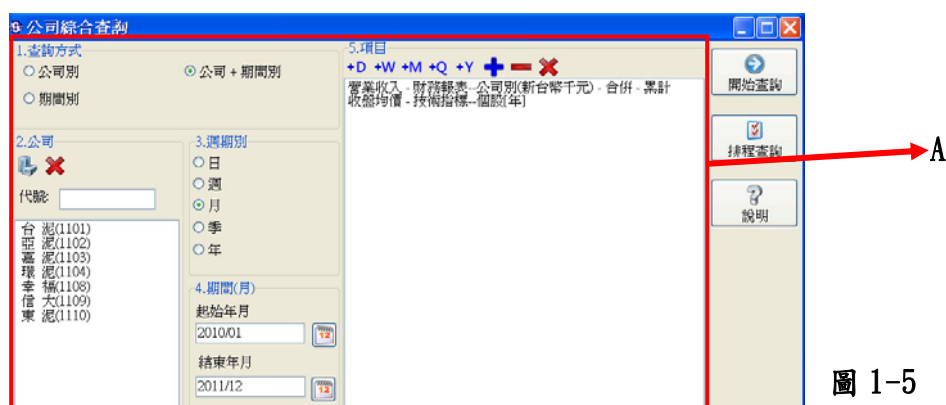 公司綜合查詢
1.查詢方式
公司別
公司 + 期間別
期間別
2.公司
代號:
台 泥(1101)
亞 泥(1102)
嘉 泥(1103)
環 泥(1104)
幸 福(1108)
信 大(1109)
東 泥(1110)
3.週期別
日
週
月
季
年
4.期間(月)
起始年月
2010/01
12
結束年月
2011/12
12
5.項目
+D +W +M +Q +Y
營業收入 - 財務報表--公司別(新台幣千元) - 合併 - 累計
收盤均價 - 技術指標--個股[年]
開始查詢
排程查詢
說明
A
圖 1-5